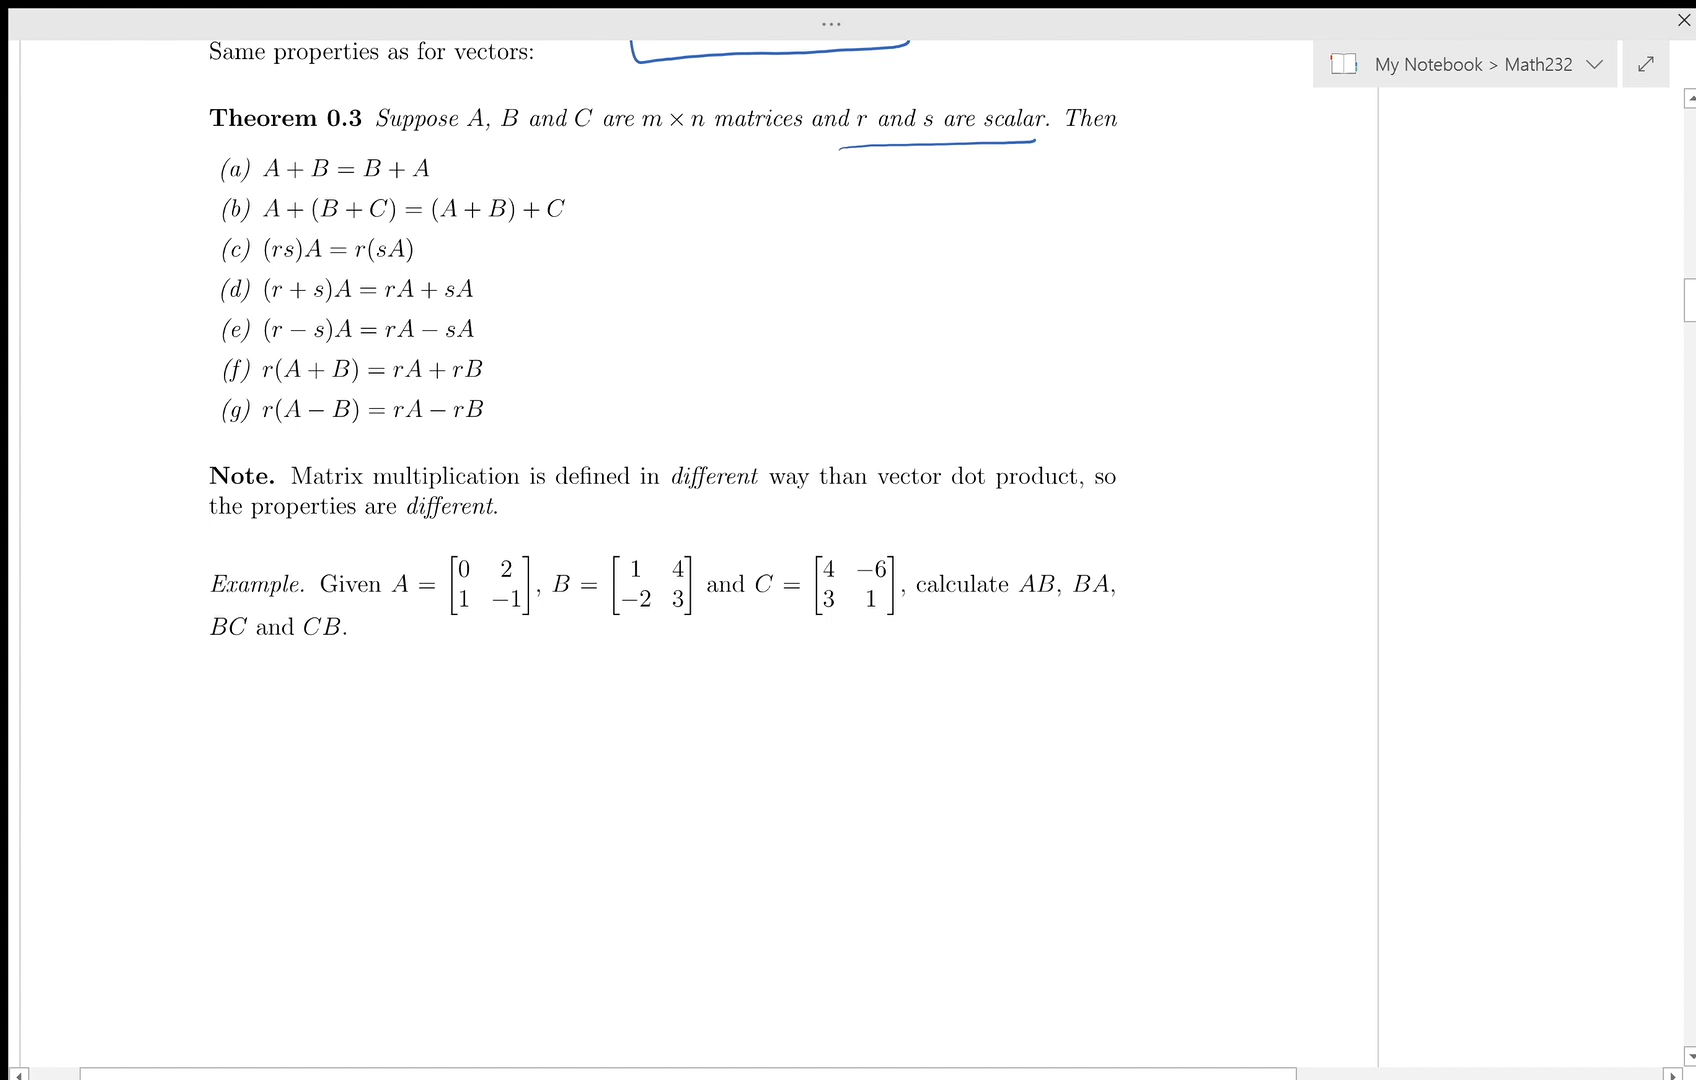 ...
My Notebook > Math232
Same properties as for vectors:
Theorem 0.3 Suppose A, B and C are m × n matrices and r and s are scalar. Then
(a) A + B = B + A
(b) A + (B + C) = (A + B) + C
(c) (rs)A = r(sA)
(d) (r + s)A = rA + sA
(e) (r − s)A = rA − sA
(f) r(A + B) = rA + rB
(g) r(A − B) = rA − rB
Note. Matrix multiplication is defined in different way than vector dot product, so
the properties are different.
Example. Given A = [0 2; 1 −1], B = [1 4; −2 3] and C = [4 −6; 3 1], calculate AB, BA,
BC and CB.